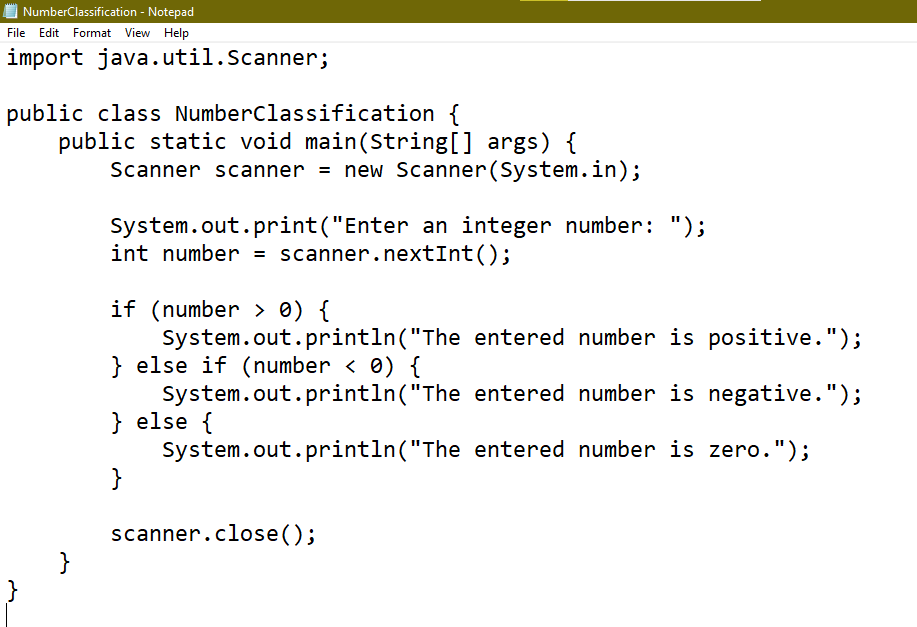 NumberClassification - Notepad
File Edit Format View Help
import java.util.Scanner;

public class NumberClassification {
    public static void main(String[] args) {
        Scanner scanner = new Scanner(System.in);

        System.out.print("Enter an integer number: ");
        int number = scanner.nextInt();

        if (number > 0) {
            System.out.println("The entered number is positive.");
        } else if (number < 0) {
            System.out.println("The entered number is negative.");
        } else {
            System.out.println("The entered number is zero.");
        }

        scanner.close();
    }
}